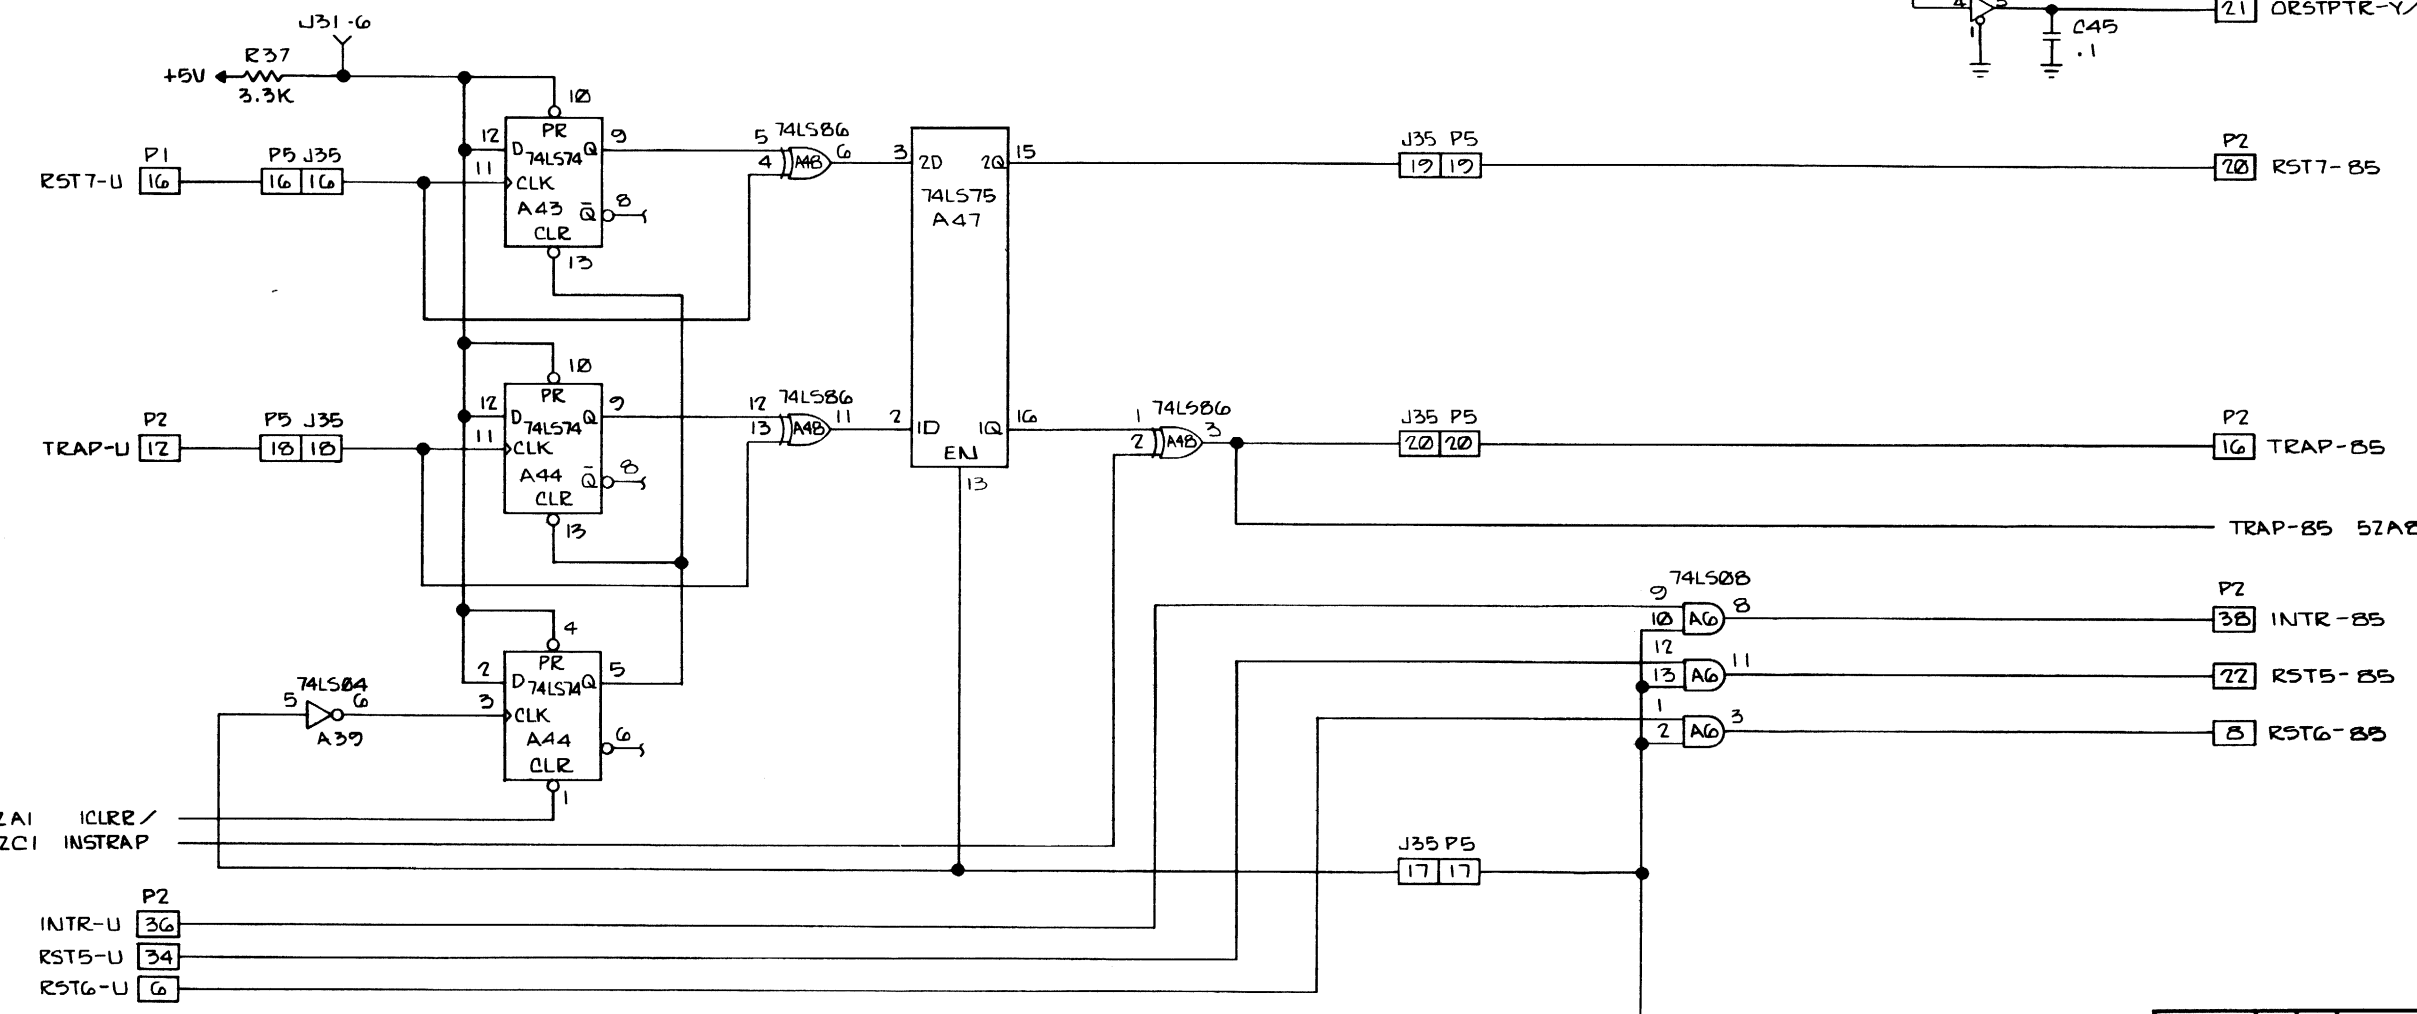 J31-6
R37
+5V
3.3K
4 5
1
C45
.1
21 ORSTPTR-Y/
10
PR
12 D 74LS74 Q 9
11 CLK
A43 Q̄ 8
CLR
13
P1 P5 J35
RST7-U 16 16 16
5 74LS86
4 A48 6
3 2D 2Q 15
74LS75
A47
J35 P5
19 19
P2
20 RST7-85
10
PR
12 D 74LS74 Q 9
11 CLK
A44 Q̄ 8
CLR
13
P2 P5 J35
TRAP-U 12 18 18
12 74LS86
13 A48 11
2 1D 1Q 16
EN
13
1 74LS86
2 A48 3
J35 P5
20 20
P2
16 TRAP-85
TRAP-85 52A8
4
PR
2 D 74LS74 Q 5
3 CLK
A44 6
CLR
1
74LS04
5 6
A39
74LS08
9
10 A6 8
P2
38 INTR-85
12
13 A6 11
22 RST5-85
1
2 A6 3
8 RST6-85
2A1 ICLRR/
2C1 INSTRAP
J35 P5
17 17
P2
INTR-U 36
RST5-U 34
RST6-U 6